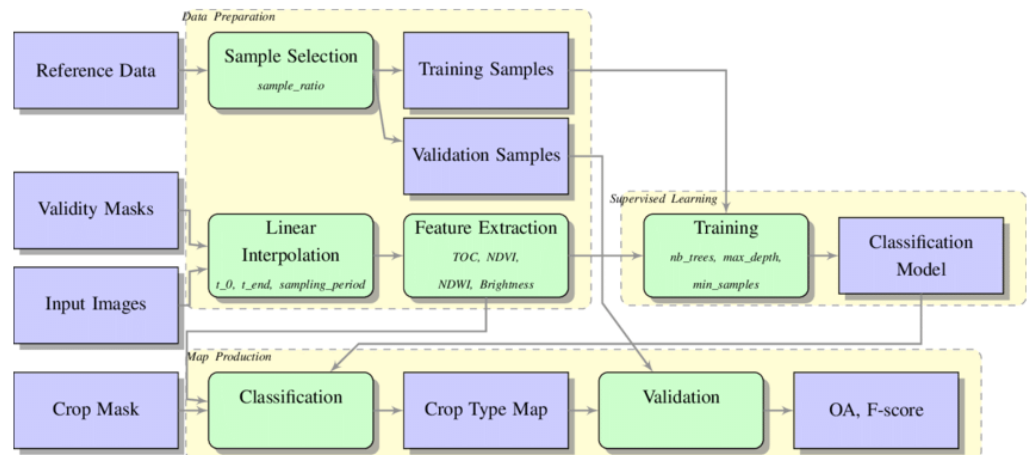 Data Preparation
Reference Data
Sample Selection
sample_ratio
Training Samples
Validation Samples
Validity Masks
Input Images
Linear
Interpolation
t_0, t_end, sampling_period
Feature Extraction
TOC, NDVI,
NDWI, Brightness
Supervised Learning
Training
nb_trees, max_depth,
min_samples
Classification
Model
Map Production
Crop Mask
Classification
Crop Type Map
Validation
OA, F-score